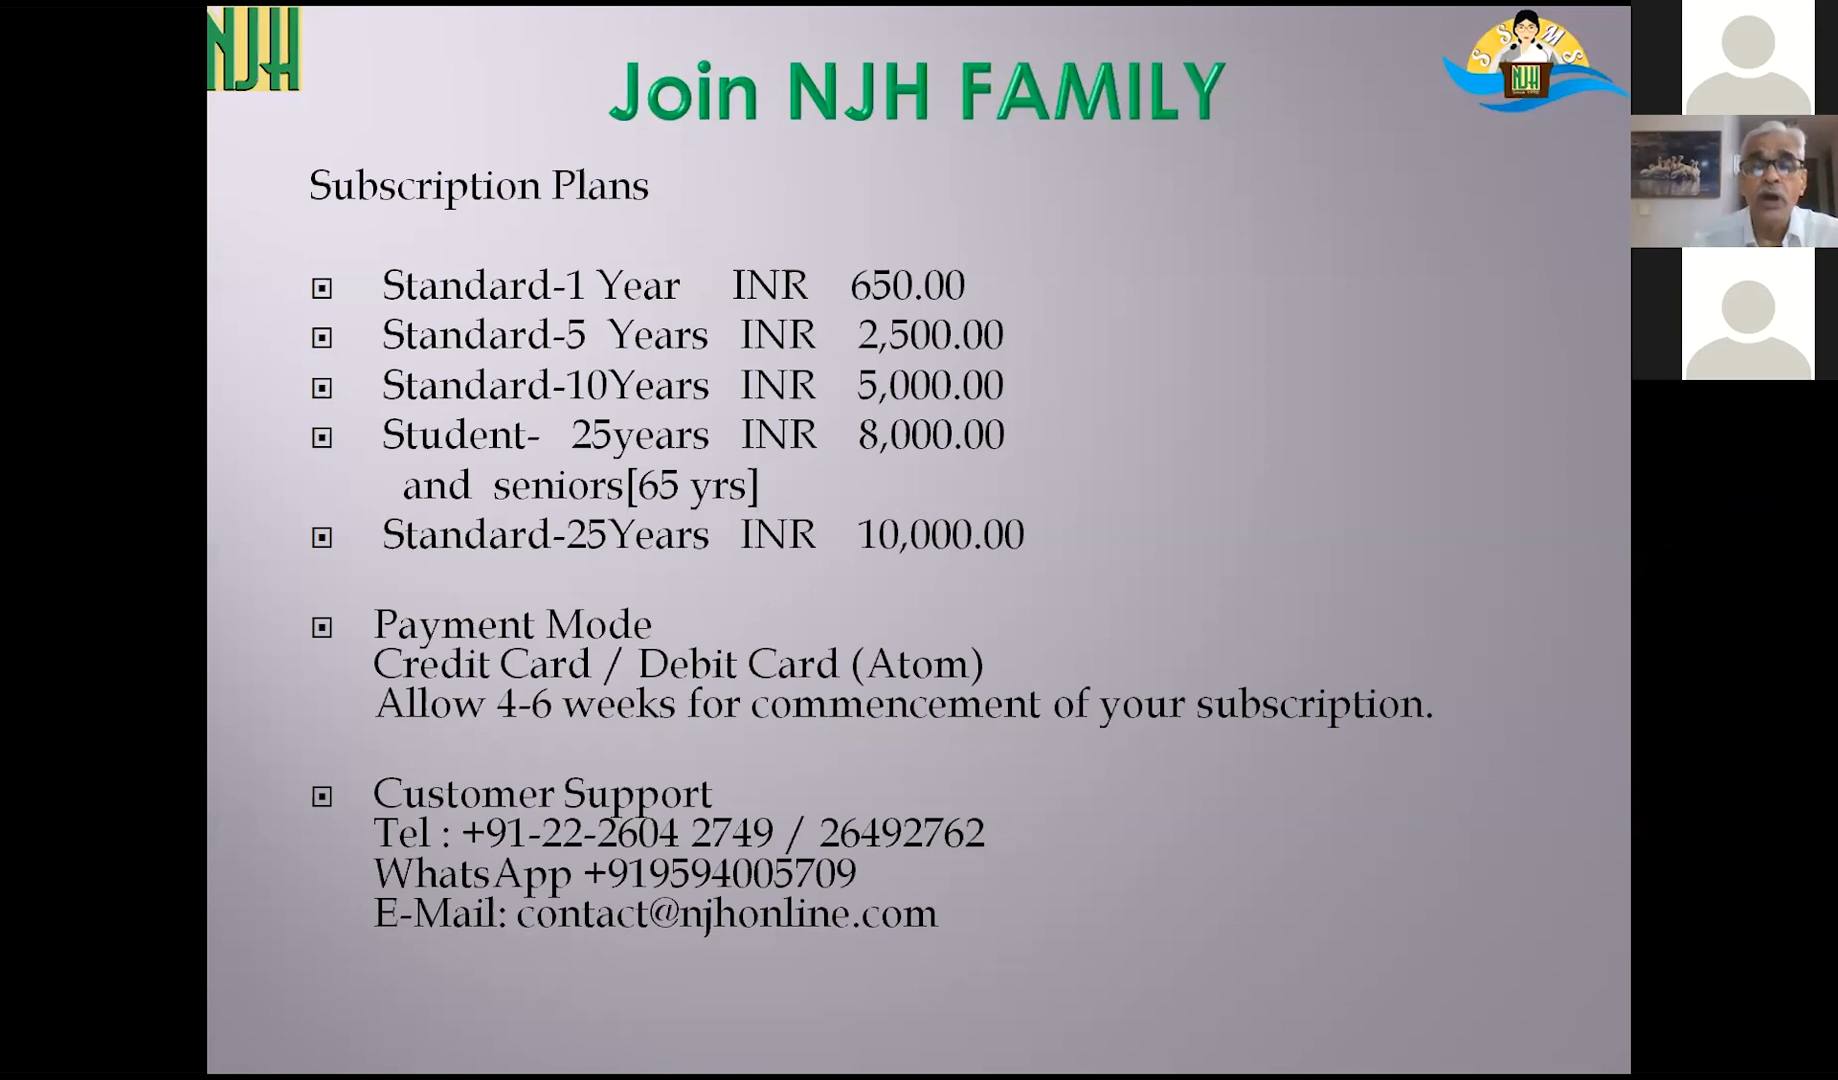 NJH
Join NJH FAMILY
S S M S
NJH
Since 1995
Subscription Plans
Standard-1 Year INR 650.00
Standard-5 Years INR 2,500.00
Standard-10Years INR 5,000.00
Student- 25years INR 8,000.00
and seniors[65 yrs]
Standard-25Years INR 10,000.00
Payment Mode
Credit Card / Debit Card (Atom)
Allow 4-6 weeks for commencement of your subscription.
Customer Support
Tel : +91-22-2604 2749 / 26492762
WhatsApp +919594005709
E-Mail: contact@njhonline.com